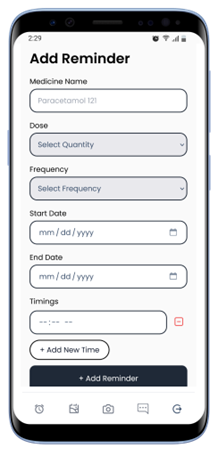 2:29
Add Reminder
Medicine Name
Paracetamol 121
Dose
Select Quantity
Frequency
Select Frequency
Start Date
mm / dd / yyyy
End Date
mm / dd / yyyy
Timings
--:-- --
+ Add New Time
+ Add Reminder